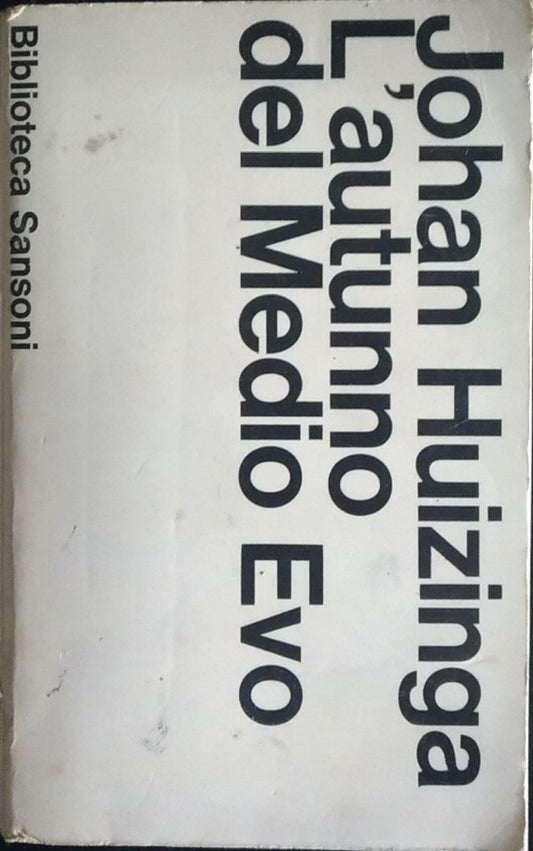 Johan Huizinga
L'autunno
del Medio Evo
Biblioteca Sansoni